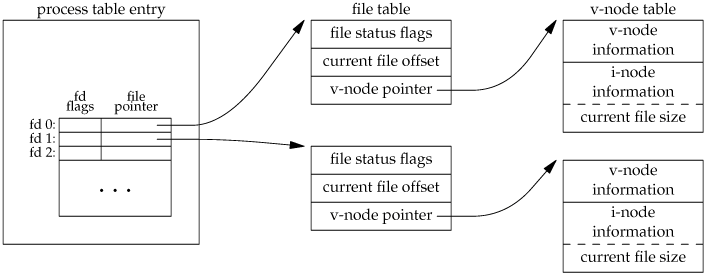 process table entry
file table
v-node table
fd
flags
file
pointer
fd 0:
fd 1:
fd 2:
. . .
file status flags
current file offset
v-node pointer
v-node
information
i-node
information
current file size
file status flags
current file offset
v-node pointer
v-node
information
i-node
information
current file size